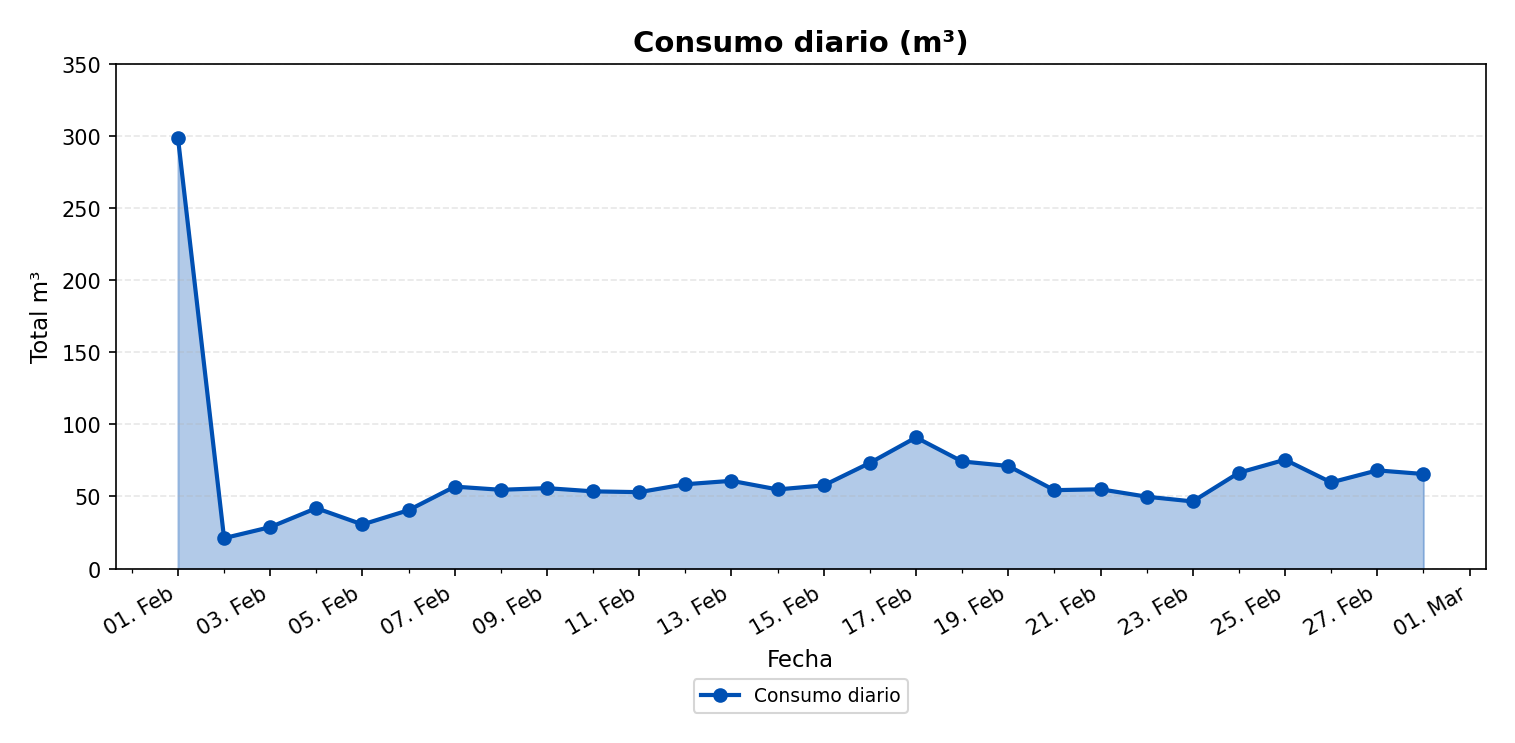 Consumo diario (m³)
350
300
250
200
150
100
50
0
Total m³
01. Feb
03. Feb
05. Feb
07. Feb
09. Feb
11. Feb
13. Feb
15. Feb
17. Feb
19. Feb
21. Feb
23. Feb
25. Feb
27. Feb
01. Mar
Fecha
Consumo diario